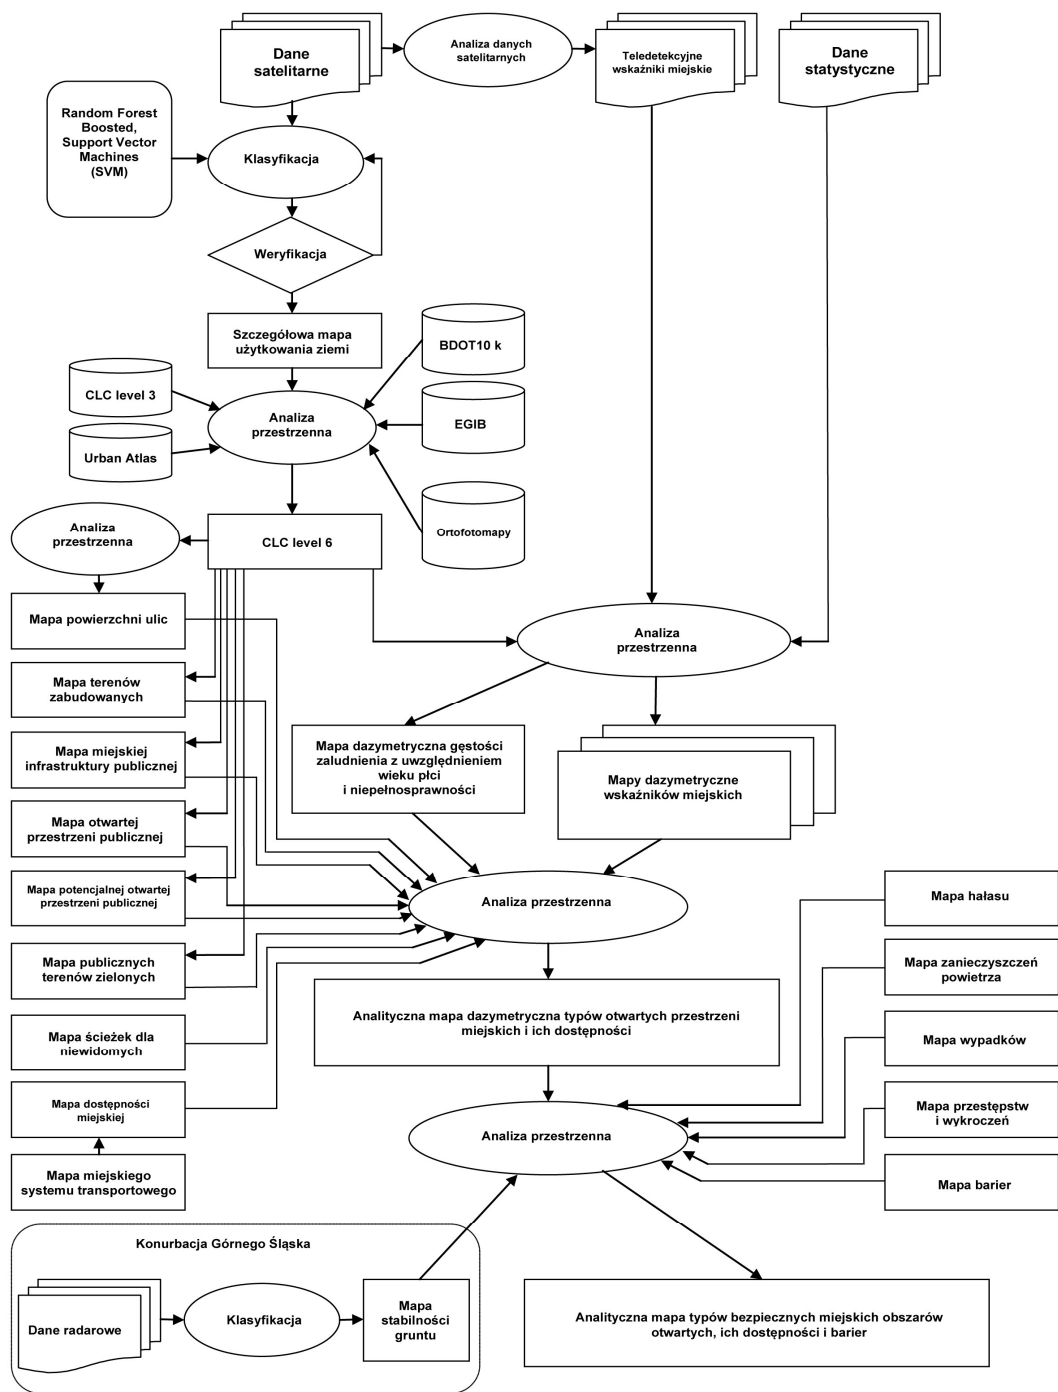 Dane
satelitarne
Analiza danych
satelitarnych
Teledetekcyjne
wskaźniki miejskie
Dane
statystyczne
Random Forest
Boosted,
Support Vector
Machines
(SVM)
Klasyfikacja
Weryfikacja
Szczegółowa mapa
użytkowania ziemi
BDOT10 k
CLC level 3
Analiza
przestrzenna
EGIB
Urban Atlas
Ortofotomapy
Analiza
przestrzenna
CLC level 6
Mapa powierzchni ulic
Analiza
przestrzenna
Mapa terenów
zabudowanych
Mapa miejskiej
infrastruktury publicznej
Mapa dazymetryczna gęstości
zaludnienia z uwzględnieniem
wieku płci
i niepełnosprawności
Mapy dazymetryczne
wskaźników miejskich
Mapa otwartej
przestrzeni publicznej
Mapa potencjalnej otwartej
przestrzeni publicznej
Analiza przestrzenna
Mapa hałasu
Mapa publicznych
terenów zielonych
Mapa zanieczyszczeń
powietrza
Analityczna mapa dazymetryczna typów otwartych przestrzeni
miejskich i ich dostępności
Mapa ścieżek dla
niewidomych
Mapa wypadków
Mapa dostępności
miejskiej
Analiza przestrzenna
Mapa przestępstw
i wykroczeń
Mapa miejskiego
systemu transportowego
Mapa barier
Konurbacja Górnego Śląska
Dane radarowe
Klasyfikacja
Mapa
stabilności
gruntu
Analityczna mapa typów bezpiecznych miejskich obszarów
otwartych, ich dostępności i barier